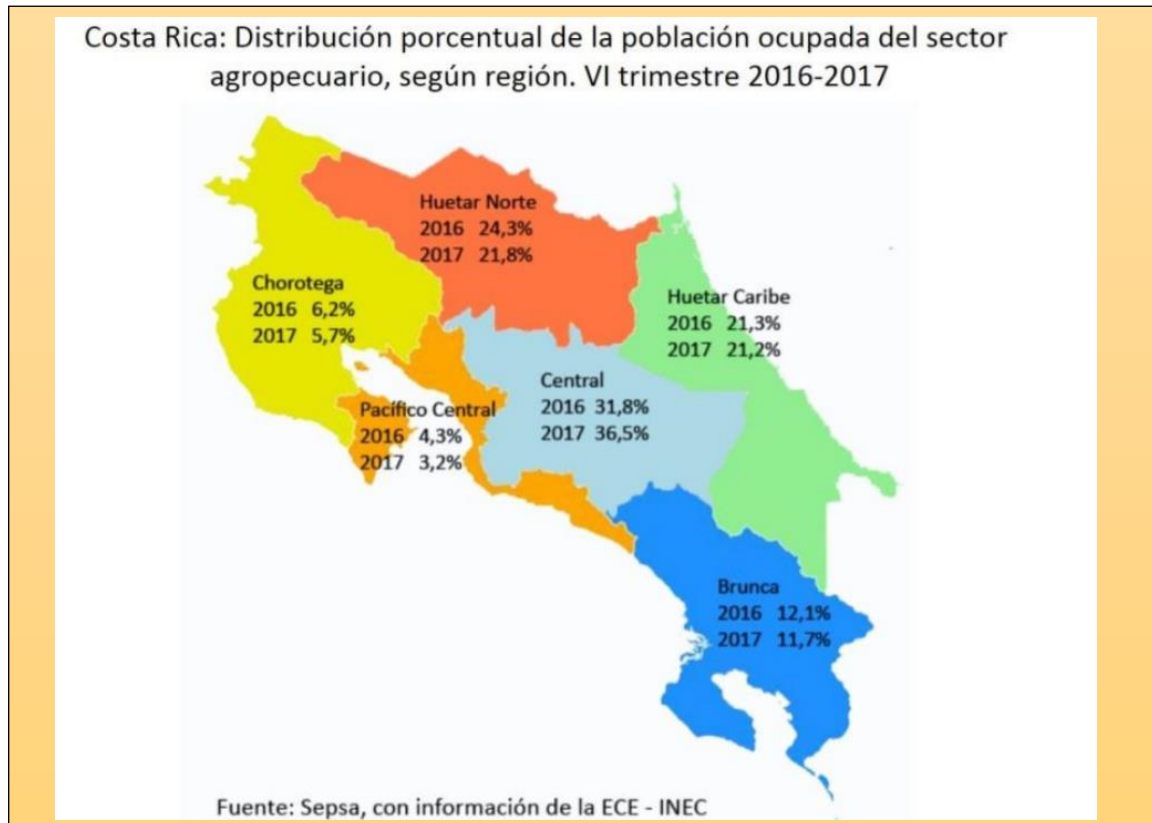 Costa Rica: Distribución porcentual de la población ocupada del sector
agropecuario, según región. VI trimestre 2016-2017
Huetar Norte
2016 24,3%
2017 21,8%
Chorotega
2016 6,2%
2017 5,7%
Huetar Caribe
2016 21,3%
2017 21,2%
Central
2016 31,8%
2017 36,5%
Pacífico Central
2016 4,3%
2017 3,2%
Brunca
2016 12,1%
2017 11,7%
Fuente: Sepsa, con información de la ECE - INEC